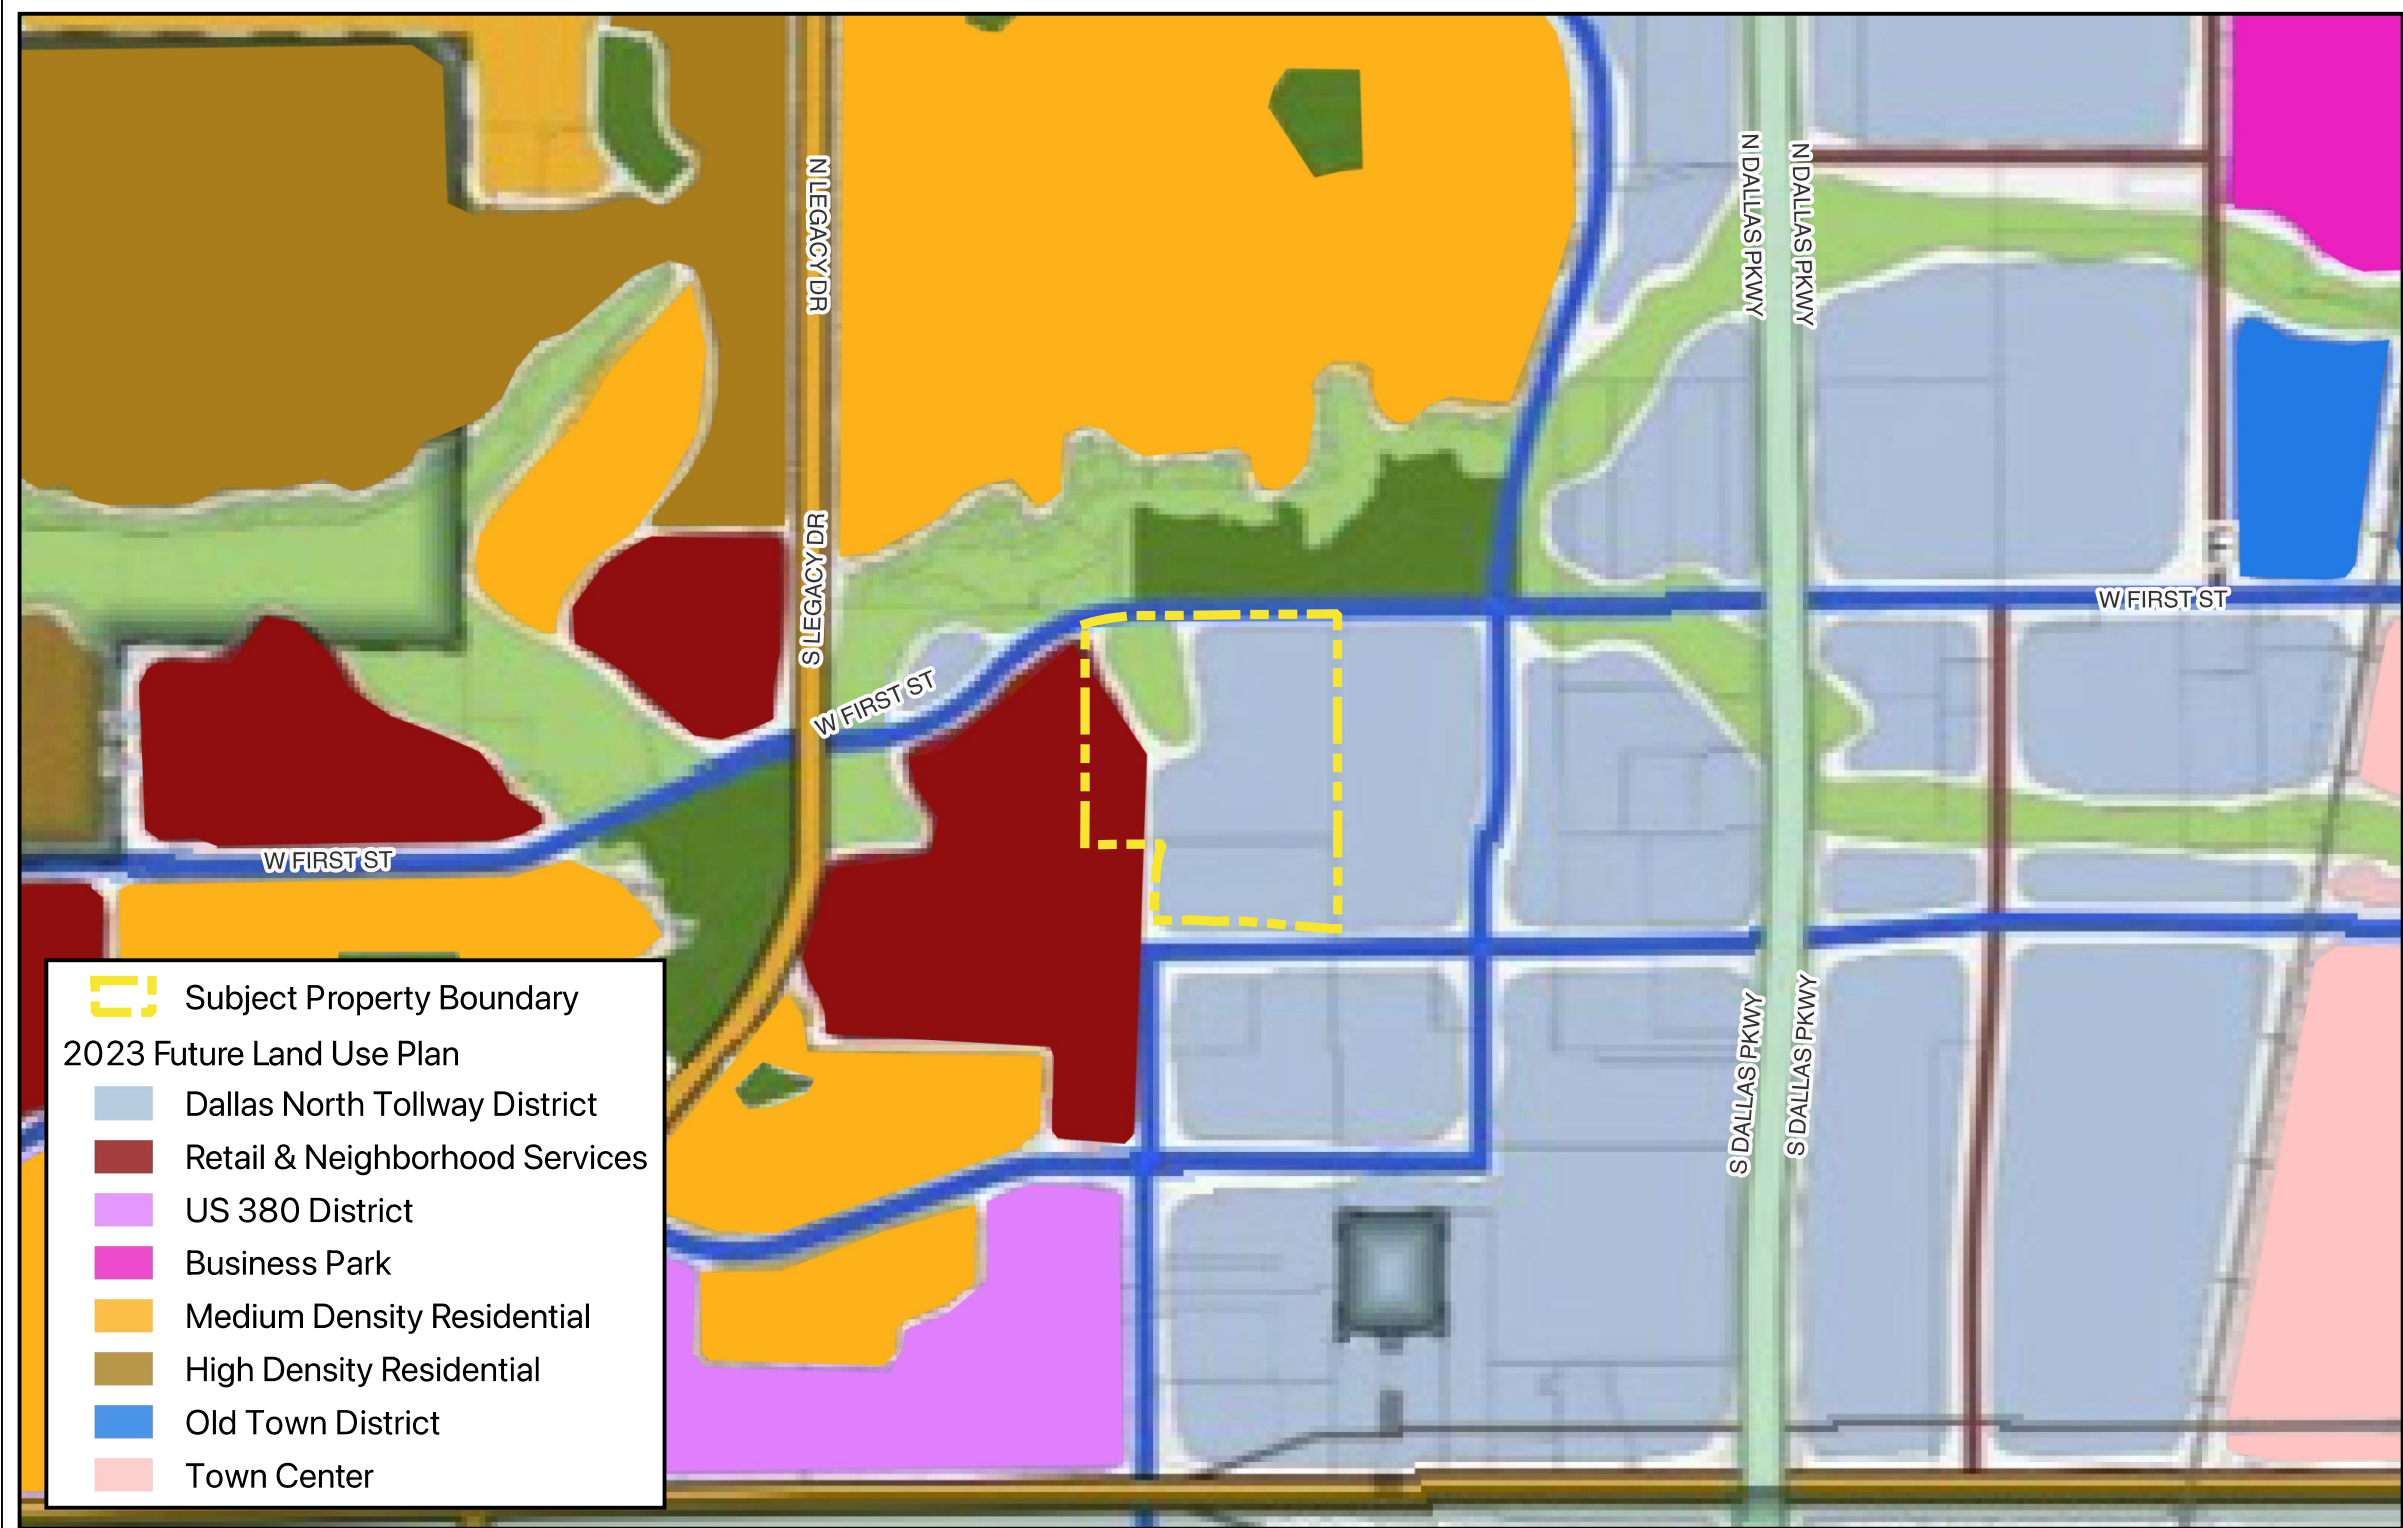 N DALLAS PKWY
N DALLAS PKWY
N LEGACY DR
S LEGACY DR
W FIRST ST
W FIRST ST
W FIRST ST
S DALLAS PKWY
S DALLAS PKWY
Subject Property Boundary
2023 Future Land Use Plan
Dallas North Tollway District
Retail & Neighborhood Services
US 380 District
Business Park
Medium Density Residential
High Density Residential
Old Town District
Town Center